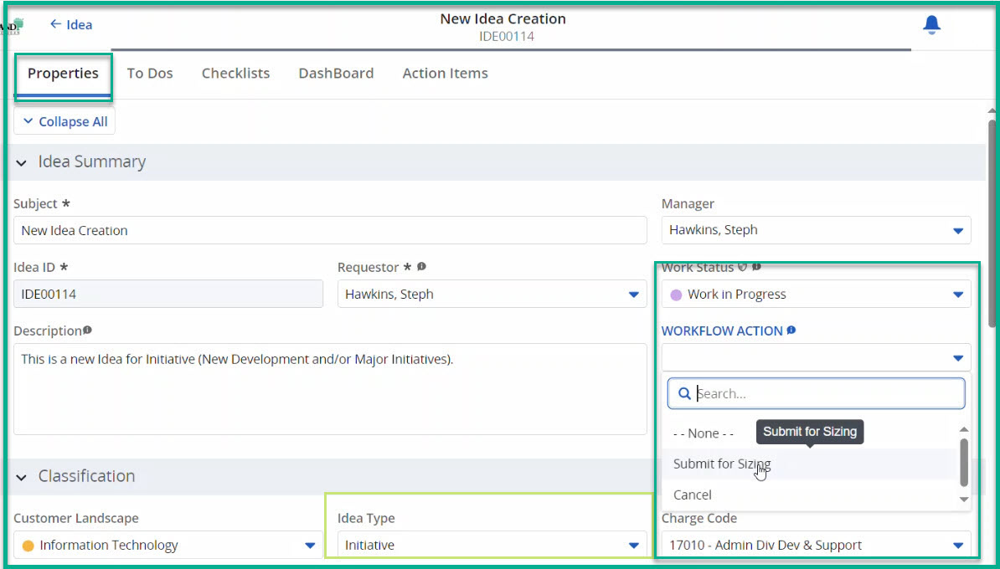 AND
← Idea
New Idea Creation
IDE00114
Properties
To Dos
Checklists
DashBoard
Action Items
Collapse All
Idea Summary
Subject *
Manager
New Idea Creation
Hawkins, Steph
Idea ID *
Requestor *
Work Status
IDE00114
Hawkins, Steph
Work in Progress
Description
WORKFLOW ACTION
This is a new Idea for Initiative (New Development and/or Major Initiatives).
Search...
- - None - -
Submit for Sizing
Submit for Sizing
Cancel
Classification
Customer Landscape
Idea Type
Charge Code
Information Technology
Initiative
17010 - Admin Div Dev & Support